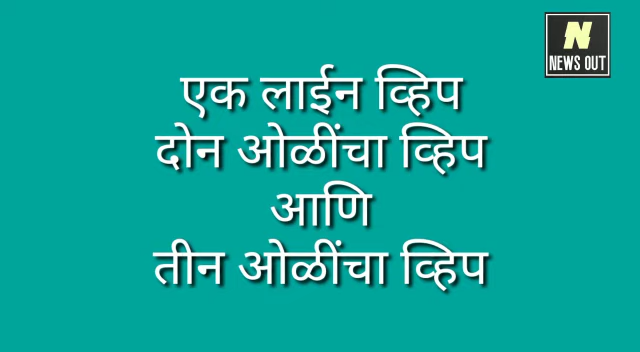 N
NEWS OUT
एक लाईन व्हिप
दोन ओळींचा व्हिप
आणि
तीन ओळींचा व्हिप